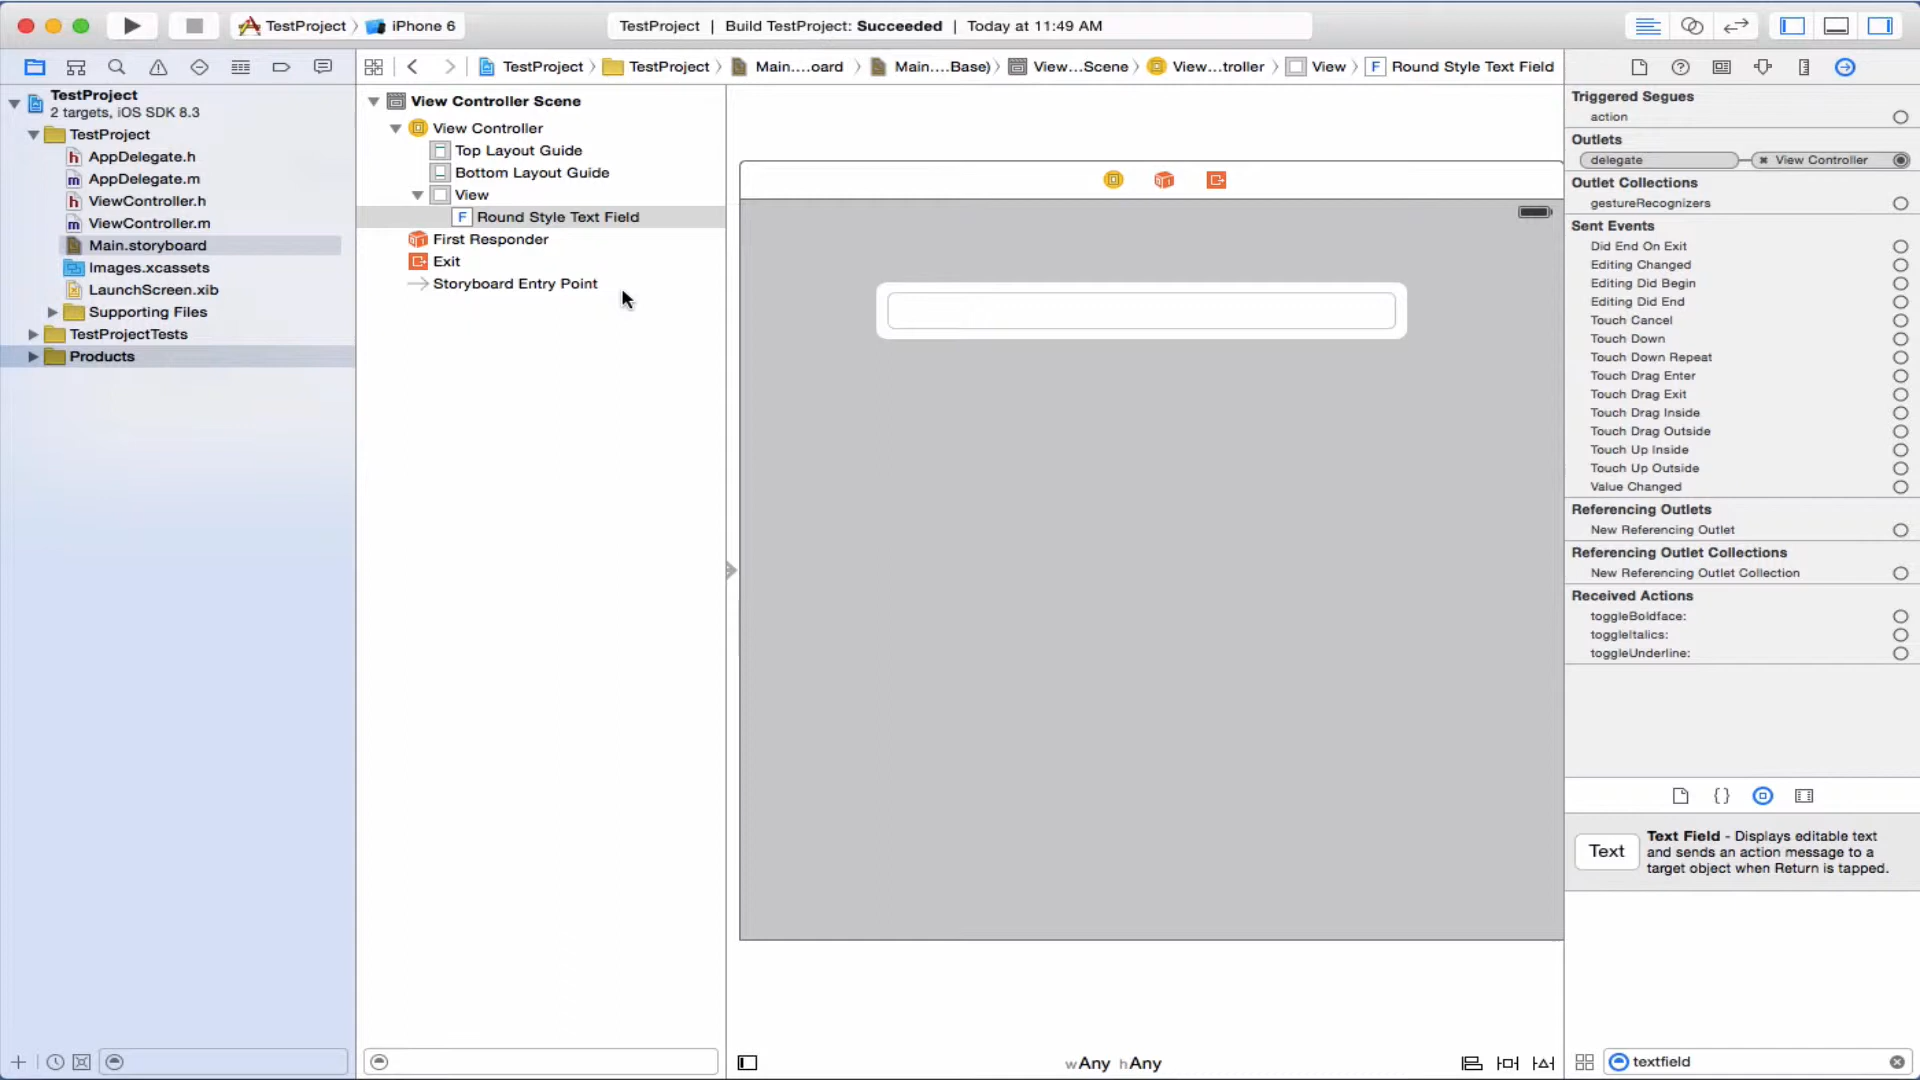 TestProject iPhone 6
TestProject | Build TestProject: Succeeded | Today at 11:49 AM
TestProject
2 targets, iOS SDK 8.3
TestProject
AppDelegate.h
AppDelegate.m
ViewController.h
ViewController.m
Main.storyboard
Images.xcassets
LaunchScreen.xib
Supporting Files
TestProjectTests
Products
TestProject TestProject Main....oard Main....Base) View...Scene View...troller View F Round Style Text Field
View Controller Scene
View Controller
Top Layout Guide
Bottom Layout Guide
View
F Round Style Text Field
First Responder
Exit
Storyboard Entry Point
wAny hAny
Triggered Segues
action
Outlets
delegate View Controller
Outlet Collections
gestureRecognizers
Sent Events
Did End On Exit
Editing Changed
Editing Did Begin
Editing Did End
Touch Cancel
Touch Down
Touch Down Repeat
Touch Drag Enter
Touch Drag Exit
Touch Drag Inside
Touch Drag Outside
Touch Up Inside
Touch Up Outside
Value Changed
Referencing Outlets
New Referencing Outlet
Referencing Outlet Collections
New Referencing Outlet Collection
Received Actions
toggleBoldface:
toggleItalics:
toggleUnderline:
Text
Text Field - Displays editable text
and sends an action message to a
target object when Return is tapped.
textfield